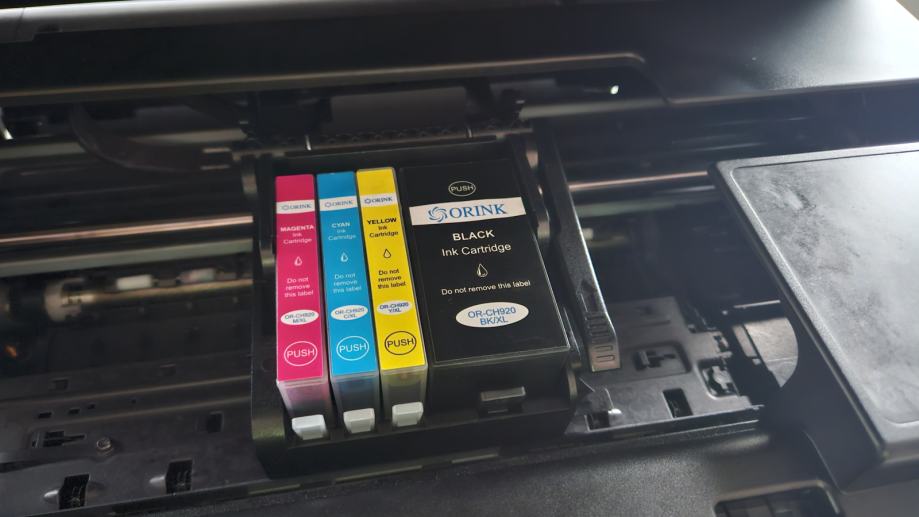 ORINK
MAGENTA
Ink
Cartridge
Do not
remove
this label
OR-CH920
M/XL
PUSH
ORINK
CYAN
Ink
Cartridge
Do not
remove
this label
OR-CH920
C/XL
PUSH
ORINK
YELLOW
Ink
Cartridge
Do not
remove
this label
OR-CH920
Y/XL
PUSH
PUSH
ORINK
BLACK
Ink Cartridge
Do not remove this label
OR-CH920
BK/XL